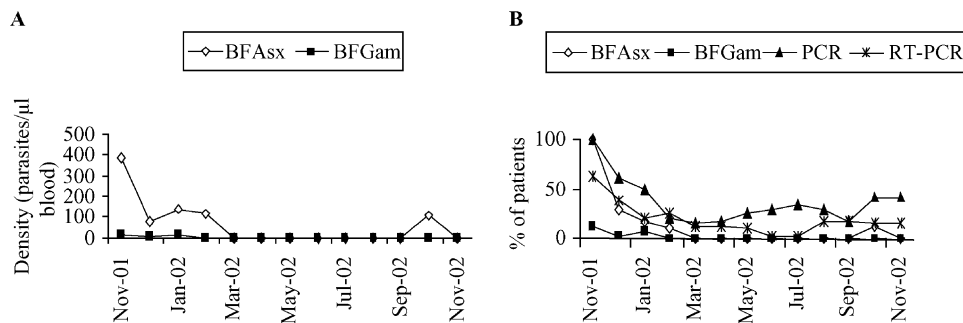 A
BFAsx BFGam
Density (parasites/µl
blood)
500
400
300
200
100
0
Nov-01
Jan-02
Mar-02
May-02
Jul-02
Sep-02
Nov-02
B
BFAsx BFGam PCR RT-PCR
% of patients
100
50
0
Nov-01
Jan-02
Mar-02
May-02
Jul-02
Sep-02
Nov-02